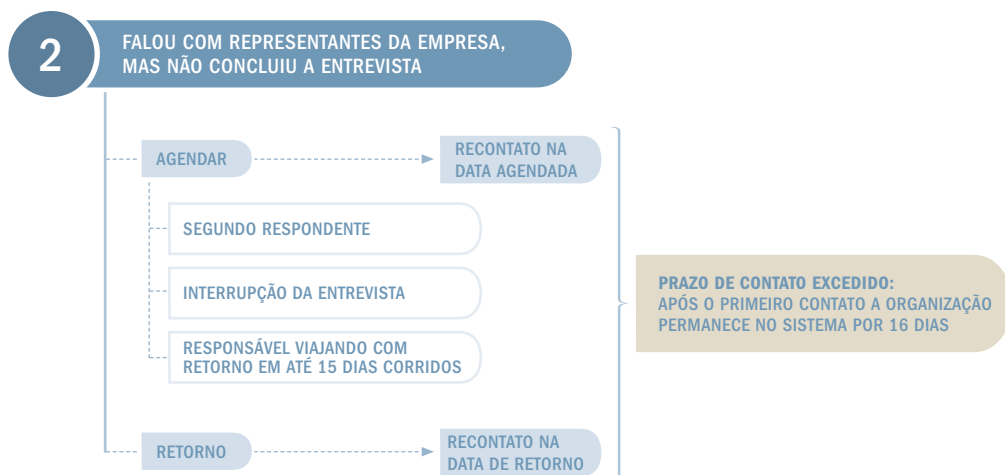 2
FALOU COM REPRESENTANTES DA EMPRESA,
MAS NÃO CONCLUIU A ENTREVISTA
AGENDAR
RECONTATO NA
DATA AGENDADA
SEGUNDO RESPONDENTE
INTERRUPÇÃO DA ENTREVISTA
RESPONSÁVEL VIAJANDO COM
RETORNO EM ATÉ 15 DIAS CORRIDOS
RETORNO
RECONTATO NA
DATA DE RETORNO
PRAZO DE CONTATO EXCEDIDO:
APÓS O PRIMEIRO CONTATO A ORGANIZAÇÃO
PERMANECE NO SISTEMA POR 16 DIAS